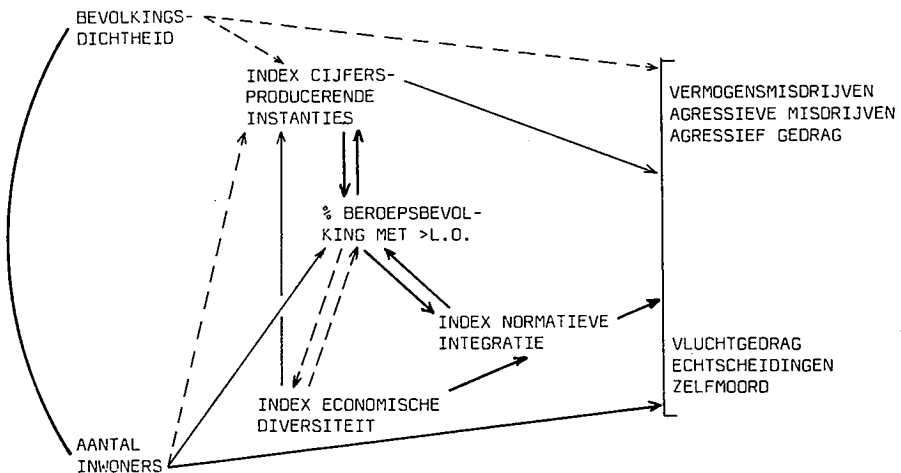 BEVOLKINGS-
DICHTHEID
INDEX CIJFERS-
PRODUCERENDE
INSTANTIES
VERMOGENSMISDRIJVEN
AGRESSIEVE MISDRIJVEN
AGRESSIEF GEDRAG
% BEROEPSBEVOL-
KING MET >L.O.
INDEX NORMATIEVE
INTEGRATIE
VLUCHTGEDRAG
ECHTSCHEIDINGEN
ZELFMOORD
INDEX ECONOMISCHE
DIVERSITEIT
AANTAL
INWONERS